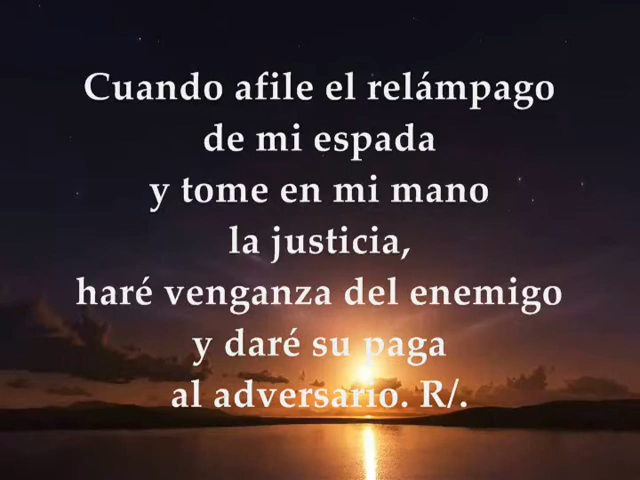 Cuando afile el relámpago
de mi espada
y tome en mi mano
la justicia,
haré venganza del enemigo
y daré su paga
al adversario. R/.